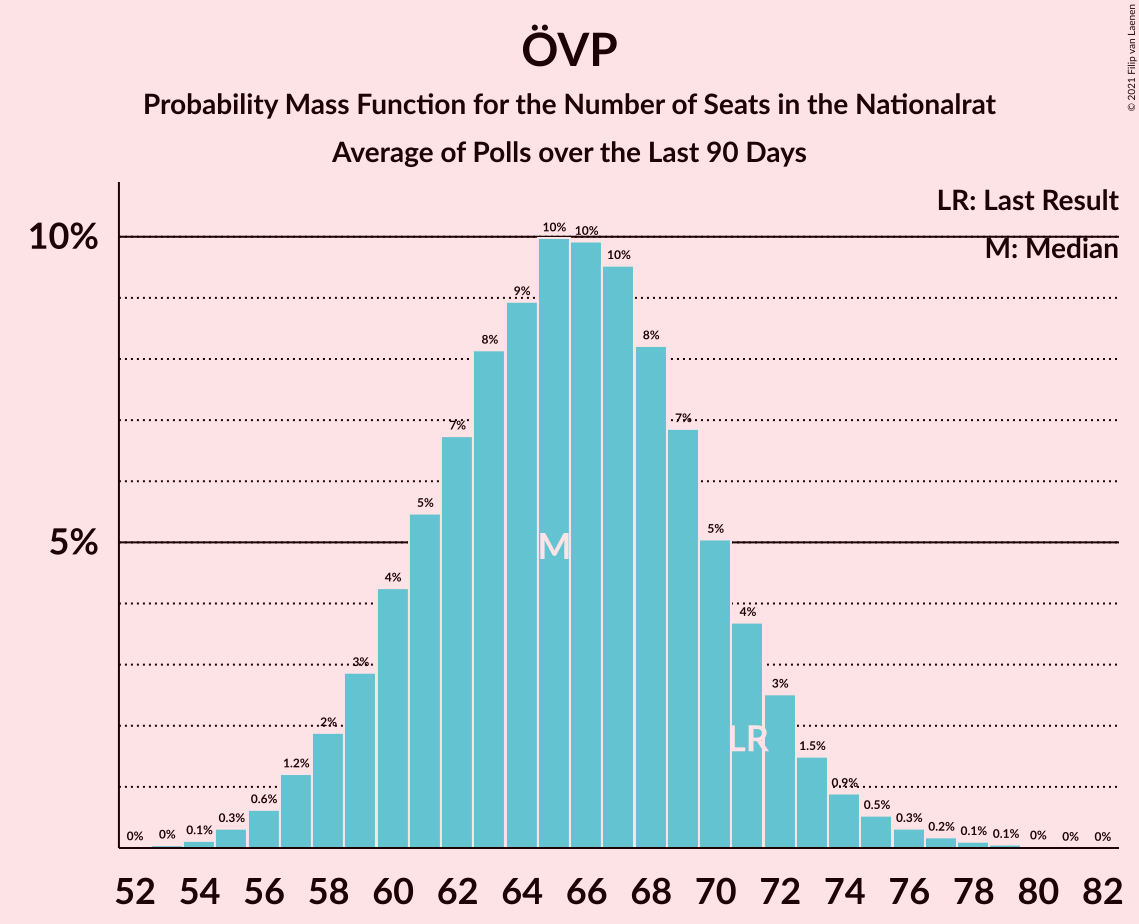 ÖVP
Probability Mass Function for the Number of Seats in the Nationalrat
Average of Polls over the Last 90 Days
© 2021 Filip van Laenen
LR: Last Result
M: Median
10%
5%
0% 0% 0.1% 0.3% 0.6% 1.2% 2% 3% 4% 5% 7% 8% 9% 10% 10% 10% 8% 7% 5% 4% 3% 1.5% 0.9% 0.5% 0.3% 0.2% 0.1% 0.1% 0% 0% 0%
M
LR
52 54 56 58 60 62 64 66 68 70 72 74 76 78 80 82